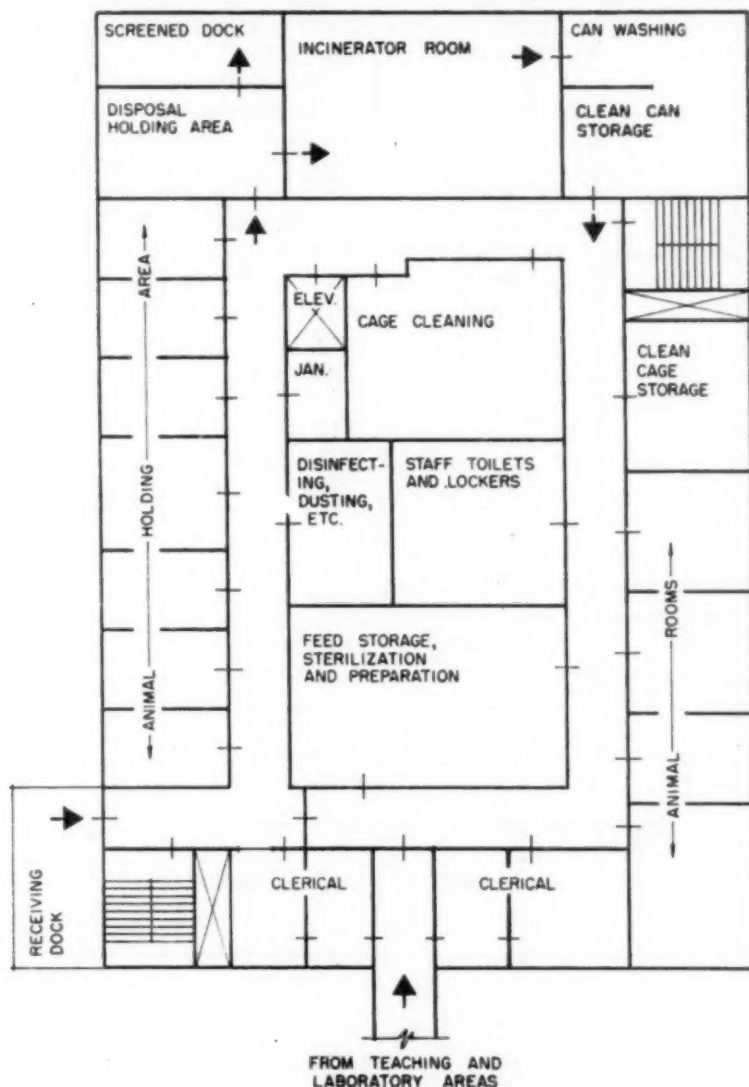 SCREENED DOCK
INCINERATOR ROOM
CAN WASHING
DISPOSAL
HOLDING AREA
CLEAN CAN
STORAGE
ANIMAL HOLDING AREA
ELEV.
CAGE CLEANING
JAN.
CLEAN
CAGE
STORAGE
DISINFECT-
ING,
DUSTING,
ETC.
STAFF TOILETS
AND LOCKERS
FEED STORAGE,
STERILIZATION
AND PREPARATION
ANIMAL ROOMS
RECEIVING
DOCK
CLERICAL
CLERICAL
FROM TEACHING AND
LABORATORY AREAS